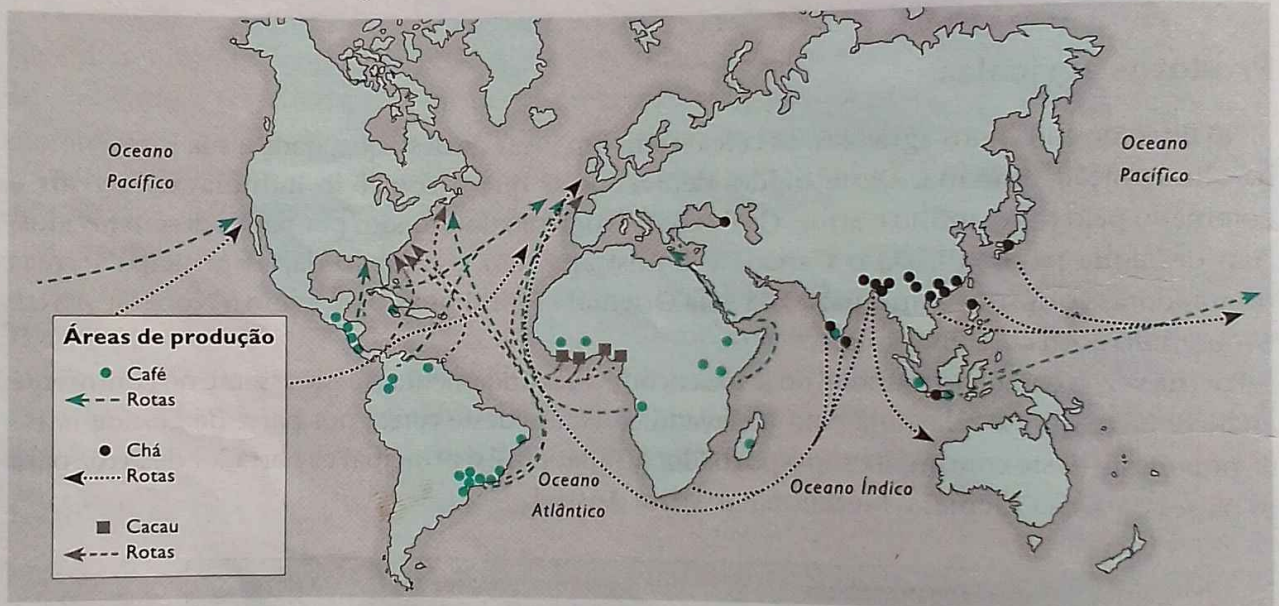 Oceano
Pacífico
Oceano
Pacífico
Áreas de produção
Café
Rotas
Chá
Rotas
Cacau
Rotas
Oceano
Atlântico
Oceano Índico